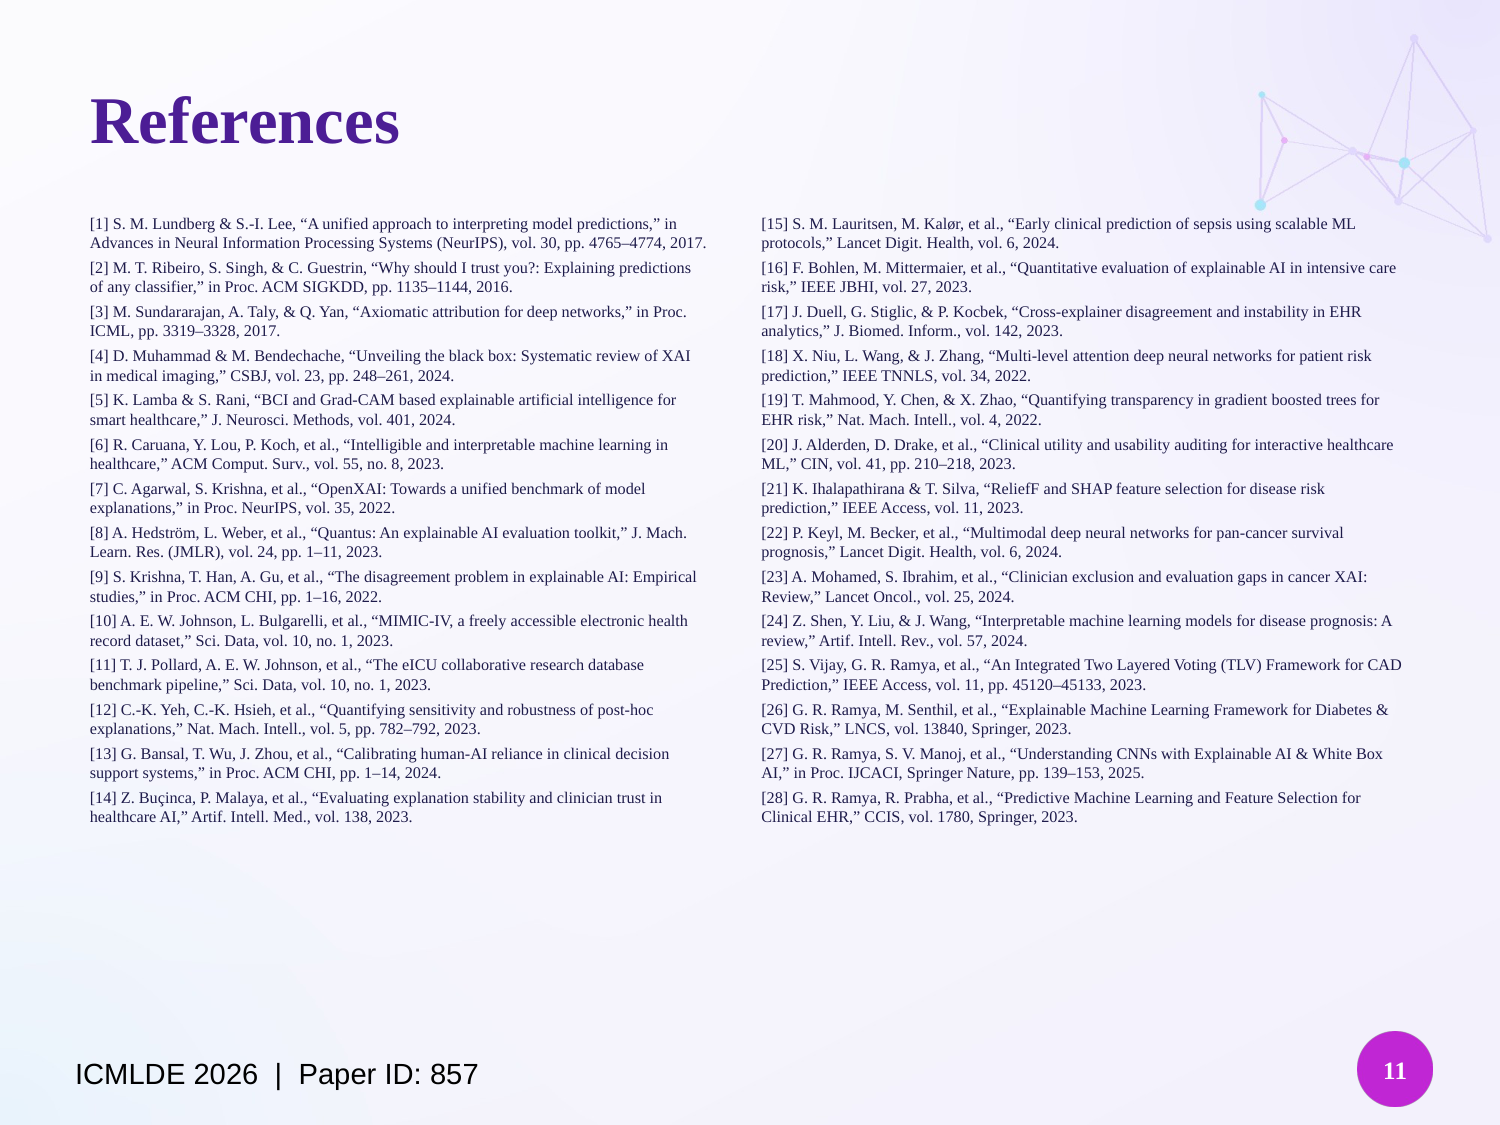 References
[1] S. M. Lundberg & S.-I. Lee, “A unified approach to interpreting model predictions,” in
Advances in Neural Information Processing Systems (NeurIPS), vol. 30, pp. 4765–4774, 2017.
[2] M. T. Ribeiro, S. Singh, & C. Guestrin, “Why should I trust you?: Explaining predictions
of any classifier,” in Proc. ACM SIGKDD, pp. 1135–1144, 2016.
[3] M. Sundararajan, A. Taly, & Q. Yan, “Axiomatic attribution for deep networks,” in Proc.
ICML, pp. 3319–3328, 2017.
[4] D. Muhammad & M. Bendechache, “Unveiling the black box: Systematic review of XAI
in medical imaging,” CSBJ, vol. 23, pp. 248–261, 2024.
[5] K. Lamba & S. Rani, “BCI and Grad-CAM based explainable artificial intelligence for
smart healthcare,” J. Neurosci. Methods, vol. 401, 2024.
[6] R. Caruana, Y. Lou, P. Koch, et al., “Intelligible and interpretable machine learning in
healthcare,” ACM Comput. Surv., vol. 55, no. 8, 2023.
[7] C. Agarwal, S. Krishna, et al., “OpenXAI: Towards a unified benchmark of model
explanations,” in Proc. NeurIPS, vol. 35, 2022.
[8] A. Hedström, L. Weber, et al., “Quantus: An explainable AI evaluation toolkit,” J. Mach.
Learn. Res. (JMLR), vol. 24, pp. 1–11, 2023.
[9] S. Krishna, T. Han, A. Gu, et al., “The disagreement problem in explainable AI: Empirical
studies,” in Proc. ACM CHI, pp. 1–16, 2022.
[10] A. E. W. Johnson, L. Bulgarelli, et al., “MIMIC-IV, a freely accessible electronic health
record dataset,” Sci. Data, vol. 10, no. 1, 2023.
[11] T. J. Pollard, A. E. W. Johnson, et al., “The eICU collaborative research database
benchmark pipeline,” Sci. Data, vol. 10, no. 1, 2023.
[12] C.-K. Yeh, C.-K. Hsieh, et al., “Quantifying sensitivity and robustness of post-hoc
explanations,” Nat. Mach. Intell., vol. 5, pp. 782–792, 2023.
[13] G. Bansal, T. Wu, J. Zhou, et al., “Calibrating human-AI reliance in clinical decision
support systems,” in Proc. ACM CHI, pp. 1–14, 2024.
[14] Z. Buçinca, P. Malaya, et al., “Evaluating explanation stability and clinician trust in
healthcare AI,” Artif. Intell. Med., vol. 138, 2023.
[15] S. M. Lauritsen, M. Kalør, et al., “Early clinical prediction of sepsis using scalable ML
protocols,” Lancet Digit. Health, vol. 6, 2024.
[16] F. Bohlen, M. Mittermaier, et al., “Quantitative evaluation of explainable AI in intensive care
risk,” IEEE JBHI, vol. 27, 2023.
[17] J. Duell, G. Stiglic, & P. Kocbek, “Cross-explainer disagreement and instability in EHR
analytics,” J. Biomed. Inform., vol. 142, 2023.
[18] X. Niu, L. Wang, & J. Zhang, “Multi-level attention deep neural networks for patient risk
prediction,” IEEE TNNLS, vol. 34, 2022.
[19] T. Mahmood, Y. Chen, & X. Zhao, “Quantifying transparency in gradient boosted trees for
EHR risk,” Nat. Mach. Intell., vol. 4, 2022.
[20] J. Alderden, D. Drake, et al., “Clinical utility and usability auditing for interactive healthcare
ML,” CIN, vol. 41, pp. 210–218, 2023.
[21] K. Ihalapathirana & T. Silva, “ReliefF and SHAP feature selection for disease risk
prediction,” IEEE Access, vol. 11, 2023.
[22] P. Keyl, M. Becker, et al., “Multimodal deep neural networks for pan-cancer survival
prognosis,” Lancet Digit. Health, vol. 6, 2024.
[23] A. Mohamed, S. Ibrahim, et al., “Clinician exclusion and evaluation gaps in cancer XAI:
Review,” Lancet Oncol., vol. 25, 2024.
[24] Z. Shen, Y. Liu, & J. Wang, “Interpretable machine learning models for disease prognosis: A
review,” Artif. Intell. Rev., vol. 57, 2024.
[25] S. Vijay, G. R. Ramya, et al., “An Integrated Two Layered Voting (TLV) Framework for CAD
Prediction,” IEEE Access, vol. 11, pp. 45120–45133, 2023.
[26] G. R. Ramya, M. Senthil, et al., “Explainable Machine Learning Framework for Diabetes &
CVD Risk,” LNCS, vol. 13840, Springer, 2023.
[27] G. R. Ramya, S. V. Manoj, et al., “Understanding CNNs with Explainable AI & White Box
AI,” in Proc. IJCACI, Springer Nature, pp. 139–153, 2025.
[28] G. R. Ramya, R. Prabha, et al., “Predictive Machine Learning and Feature Selection for
Clinical EHR,” CCIS, vol. 1780, Springer, 2023.
ICMLDE 2026 | Paper ID: 857
11